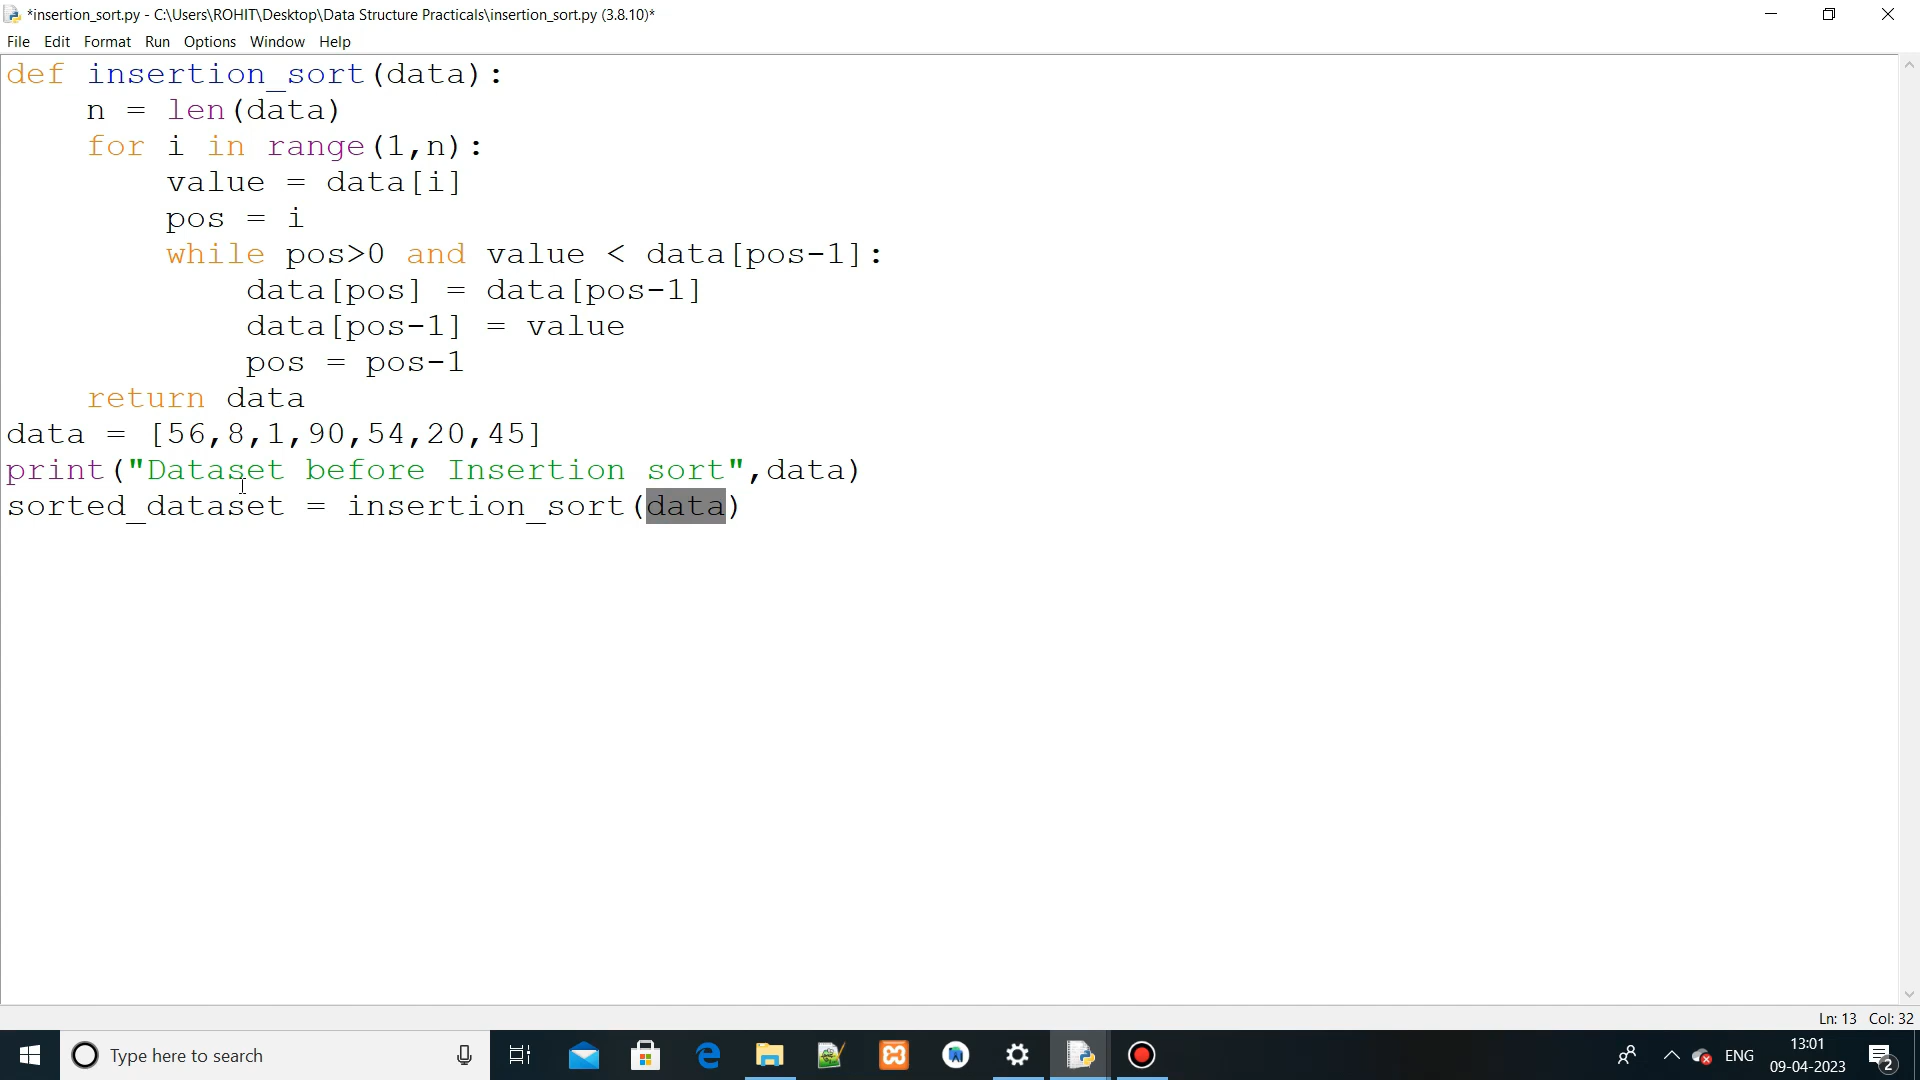 *insertion_sort.py - C:\Users\ROHIT\Desktop\Data Structure Practicals\insertion_sort.py (3.8.10)*
File Edit Format Run Options Window Help
def insertion_sort(data):
    n = len(data)
    for i in range(1,n):
        value = data[i]
        pos = i
        while pos>0 and value < data[pos-1]:
            data[pos] = data[pos-1]
            data[pos-1] = value
            pos = pos-1
    return data
data = [56,8,1,90,54,20,45]
print("Dataset before Insertion sort",data)
sorted_dataset = insertion_sort(data)
Ln: 13 Col: 32
Type here to search
ENG
13:01
09-04-2023
2